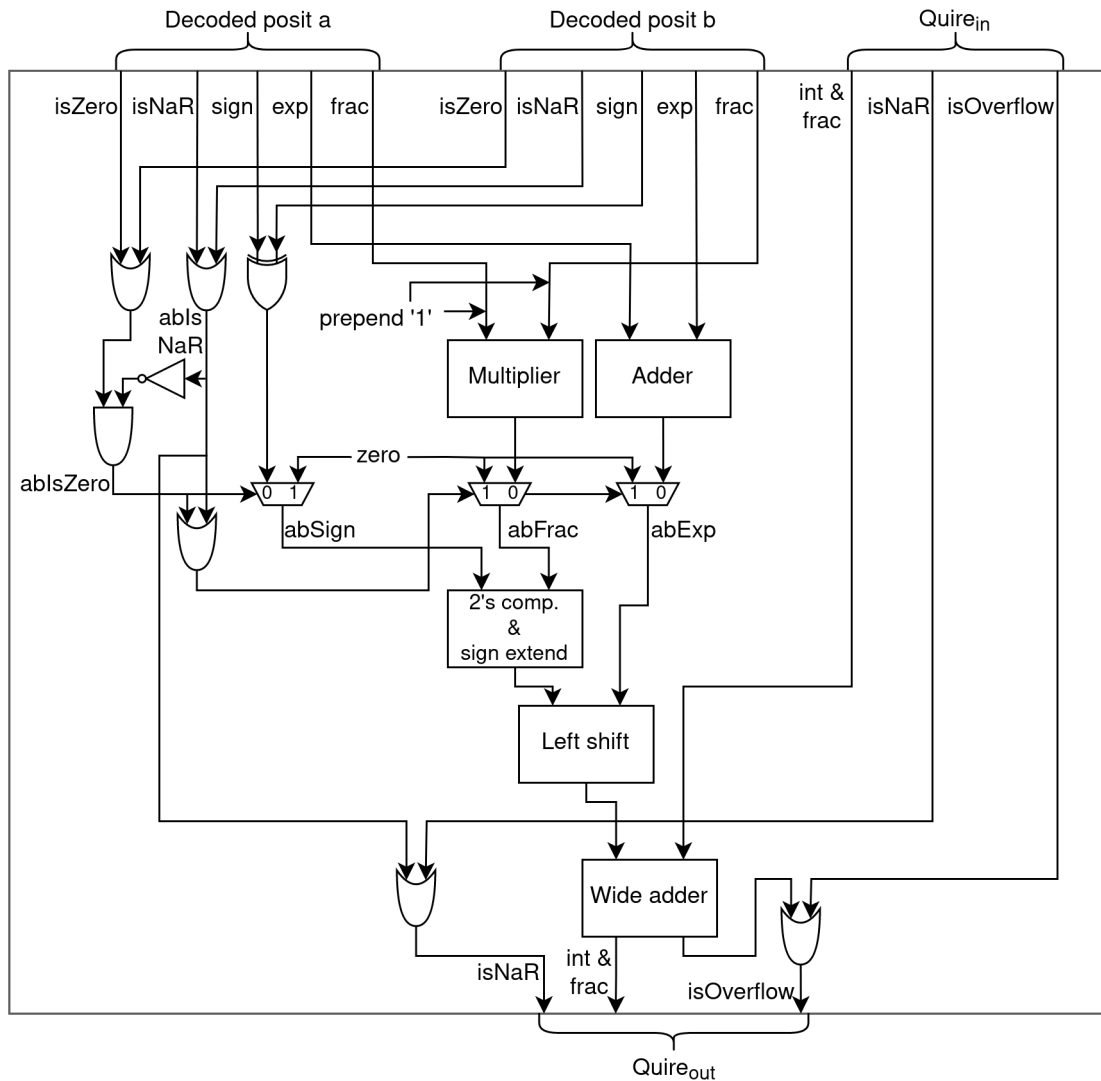 Decoded posit a
Decoded posit b
Quirein
isZero
isNaR
sign
exp
frac
isZero
isNaR
sign
exp
frac
int &
frac
isNaR
isOverflow
abIs
NaR
prepend '1'
Multiplier
Adder
zero
abIsZero
0 1
1 0
1 0
abSign
abFrac
abExp
2's comp.
&
sign extend
Left shift
Wide adder
isNaR
int &
frac
isOverflow
Quireout